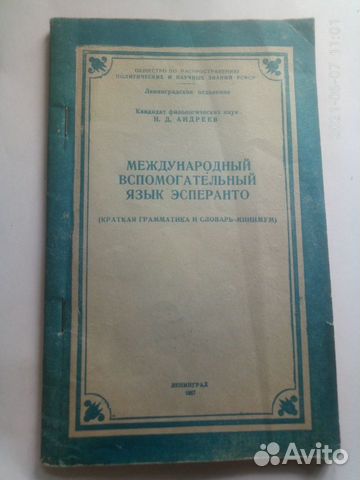 ОБЩЕСТВО ПО РАСПРОСТРАНЕНИЮ
ПОЛИТИЧЕСКИХ И НАУЧНЫХ ЗНАНИЙ РСФСР
Ленинградское отделение
Кандидат филологических наук
Н. Д. АНДРЕЕВ
МЕЖДУНАРОДНЫЙ
ВСПОМОГАТЕЛЬНЫЙ
ЯЗЫК ЭСПЕРАНТО
(КРАТКАЯ ГРАММАТИКА И СЛОВАРЬ-МИНИМУМ)
ЛЕНИНГРАД
1957
Avito